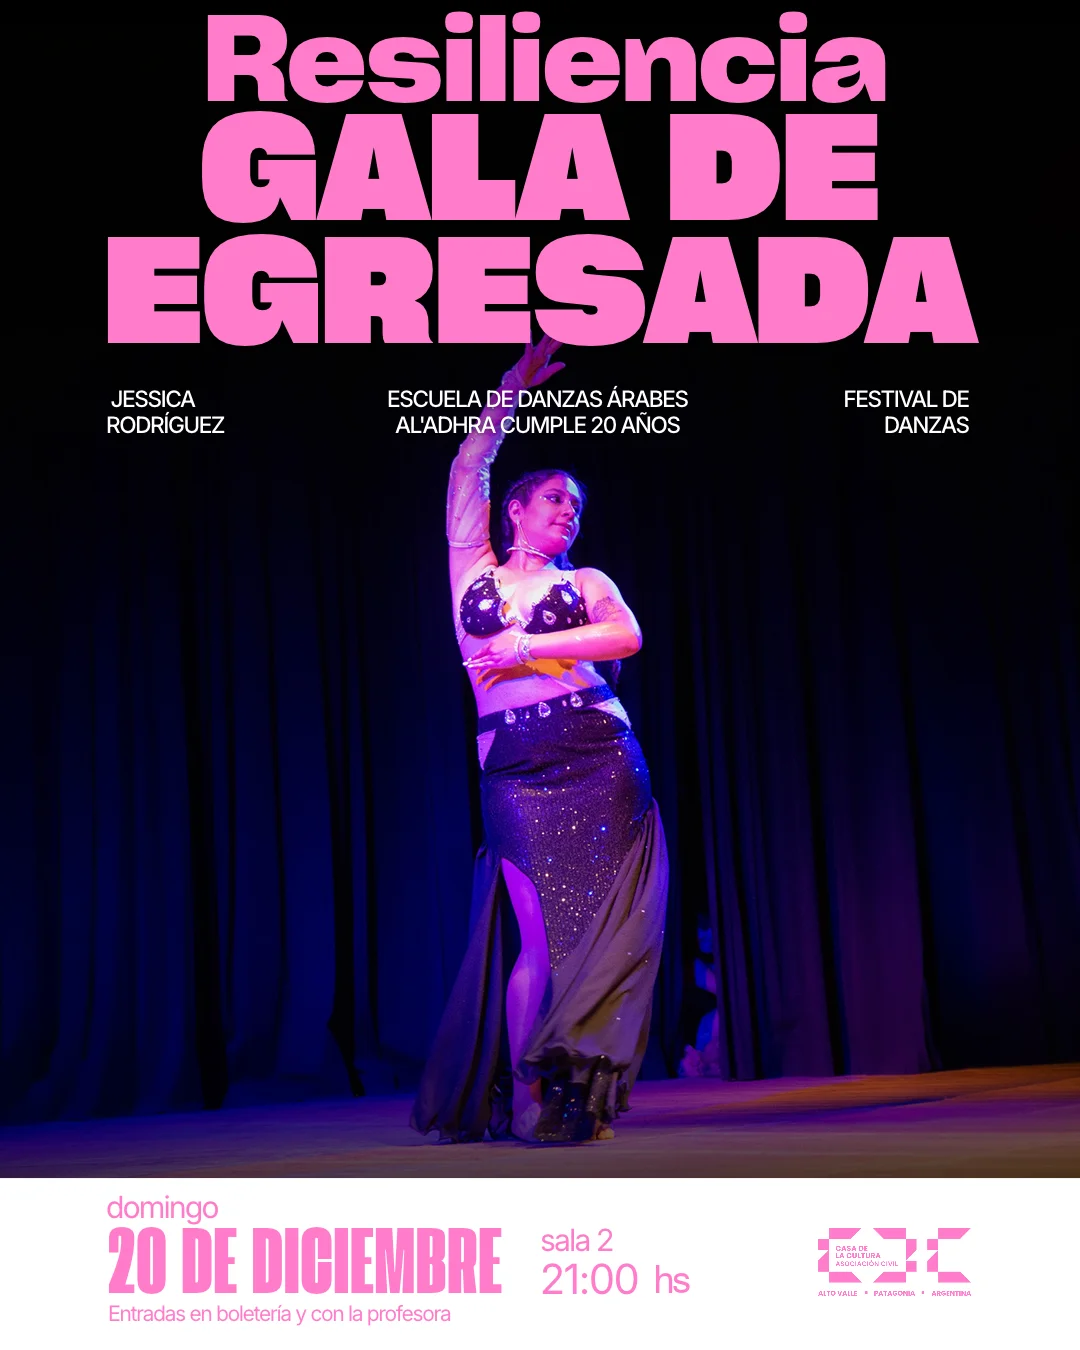 Resiliencia
GALA DE
EGRESADA
JESSICA
RODRÍGUEZ
ESCUELA DE DANZAS ÁRABES
AL'ADHRA CUMPLE 20 AÑOS
FESTIVAL DE
DANZAS
domingo
20 DE DICIEMBRE
Entradas en boletería y con la profesora
sala 2
21:00 hs
CASA DE
LA CULTURA
ASOCIACIÓN CIVIL
ALTO VALLE • PATAGONIA • ARGENTINA